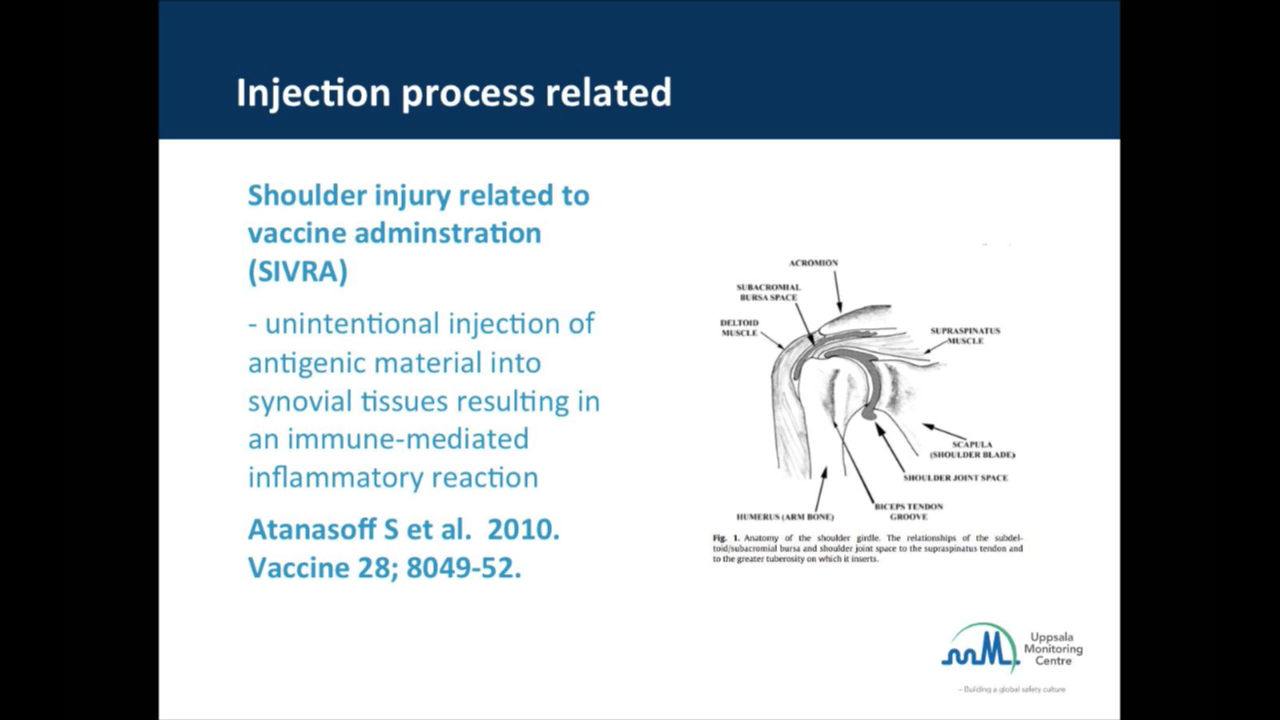 Injection process related
Shoulder injury related to
vaccine adminstration
(SIVRA)
- unintentional injection of
antigenic material into
synovial tissues resulting in
an immune-mediated
inflammatory reaction
Atanasoff S et al.  2010.
Vaccine 28; 8049-52.
ACROMION
SUBACROMIAL
BURSA SPACE
DELTOID
MUSCLE
SUPRASPINATUS
MUSCLE
SCAPULA
(SHOULDER BLADE)
SHOULDER JOINT SPACE
BICEPS TENDON
GROOVE
HUMERUS (ARM BONE)
Fig. 1. Anatomy of the shoulder girdle. The relationships of the subdel-
toid/subacromial bursa and shoulder joint space to the supraspinatus tendon and
to the greater tuberosity on which it inserts.
Uppsala
Monitoring
Centre
– Building a global safety culture